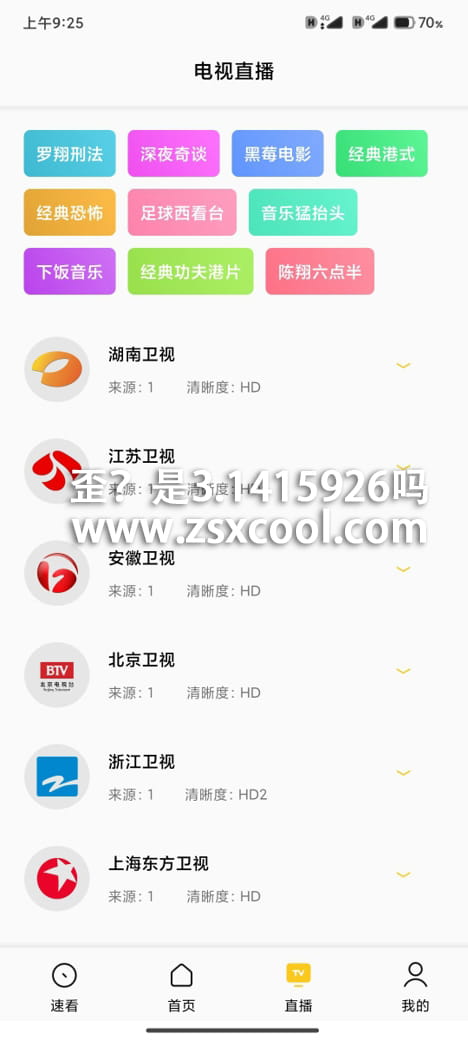 上午9:25 4G 4G 70%
电视直播
罗翔刑法 深夜奇谈 黑莓电影 经典港式
经典恐怖 足球西看台 音乐猛抬头
下饭音乐 经典功夫港片 陈翔六点半
湖南卫视
来源: 1 清晰度: HD
江苏卫视
来源: 1 清晰度: HD
歪？是3.1415926吗
www.zsxcool.com
安徽卫视
来源: 1 清晰度: HD
北京卫视
BTV
北京电视台
来源: 1 清晰度: HD
浙江卫视
来源: 1 清晰度: HD2
上海东方卫视
来源: 1 清晰度: HD
TV
速看 首页 直播 我的